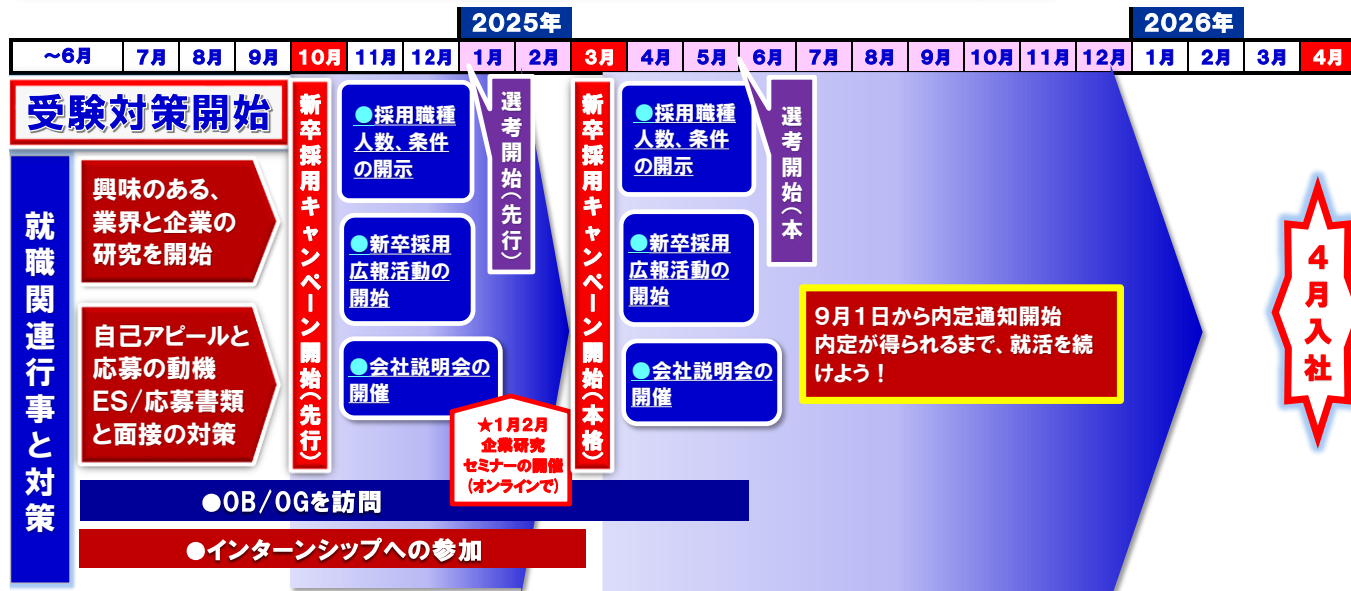 2025年
2026年
～6月 7月 8月 9月 10月 11月 12月 1月 2月 3月 4月 5月 6月 7月 8月 9月 10月 11月 12月 1月 2月 3月 4月
受験対策開始
就職関連行事と対策
興味のある、
業界と企業の
研究を開始
自己アピールと
応募の動機
ES/応募書類
と面接の対策
新卒採用キャンペーン開始(先行)
●採用職種
人数、条件
の開示
●新卒採用
広報活動の
開始
●会社説明会の
開催
選考開始(先行)
★1月2月
企業研究
セミナーの開催
(オンラインで)
新卒採用キャンペーン開始(本格)
●採用職種
人数、条件
の開示
●新卒採用
広報活動の
開始
●会社説明会の
開催
選考開始(本
9月1日から内定通知開始
内定が得られるまで、就活を続
けよう！
4月入社
●OB/OGを訪問
●インターンシップへの参加